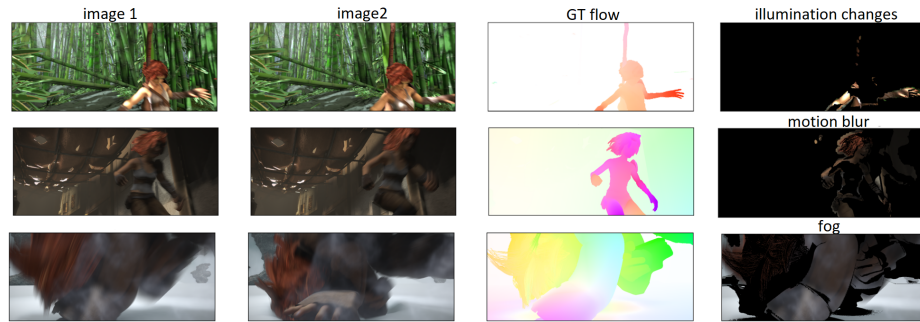 image 1
image2
GT flow
illumination changes
motion blur
fog